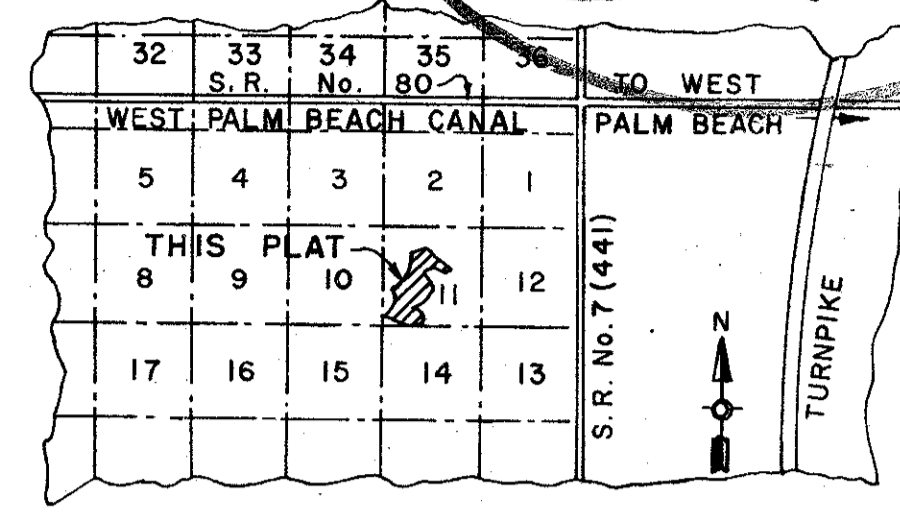 32 33 34 35 36
S. R. No. 80
TO WEST
WEST PALM BEACH CANAL
PALM BEACH
5 4 3 2 1
THIS PLAT
8 9 10 11 12
17 16 15 14 13
S. R. No. 7 (441)
N
TURNPIKE